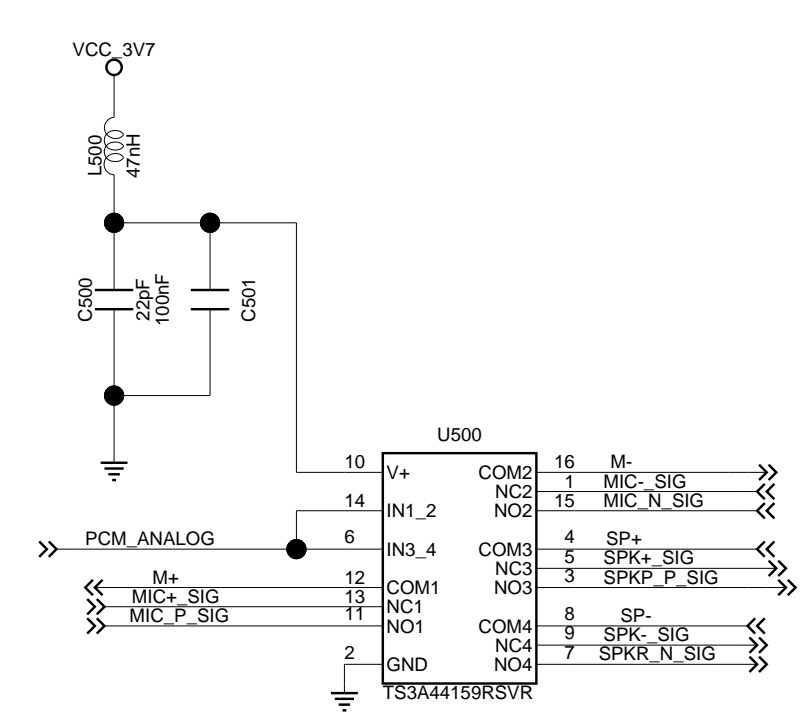 VCC_3V7
L500
47nH
C500
22pF
100nF
C501
U500
10
V+
14
IN1_2
PCM_ANALOG
6
IN3_4
M+
12
COM1
MIC+_SIG
13
NC1
MIC_P_SIG
11
NO1
2
GND
COM2
16
M-
NC2
1
MIC-_SIG
NO2
15
MIC_N_SIG
COM3
4
SP+
NC3
5
SPK+_SIG
NO3
3
SPKP_P_SIG
COM4
8
SP-
NC4
9
SPK-_SIG
NO4
7
SPKR_N_SIG
TS3A44159RSVR